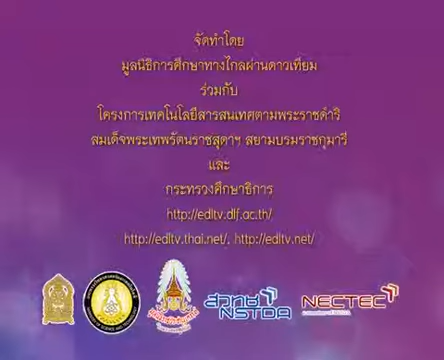 จัดทำโดย
มูลนิธิการศึกษาทางไกลผ่านดาวเทียม
ร่วมกับ
โครงการเทคโนโลยีสารสนเทศตามพระราชดำริ
สมเด็จพระเทพรัตนราชสุดาฯ สยามบรมราชกุมารี
และ
กระทรวงศึกษาธิการ
http://edltv.dlf.ac.th/
http://edltv.thai.net/, http://edltv.net/
สวทช NECTEC
NSTDA